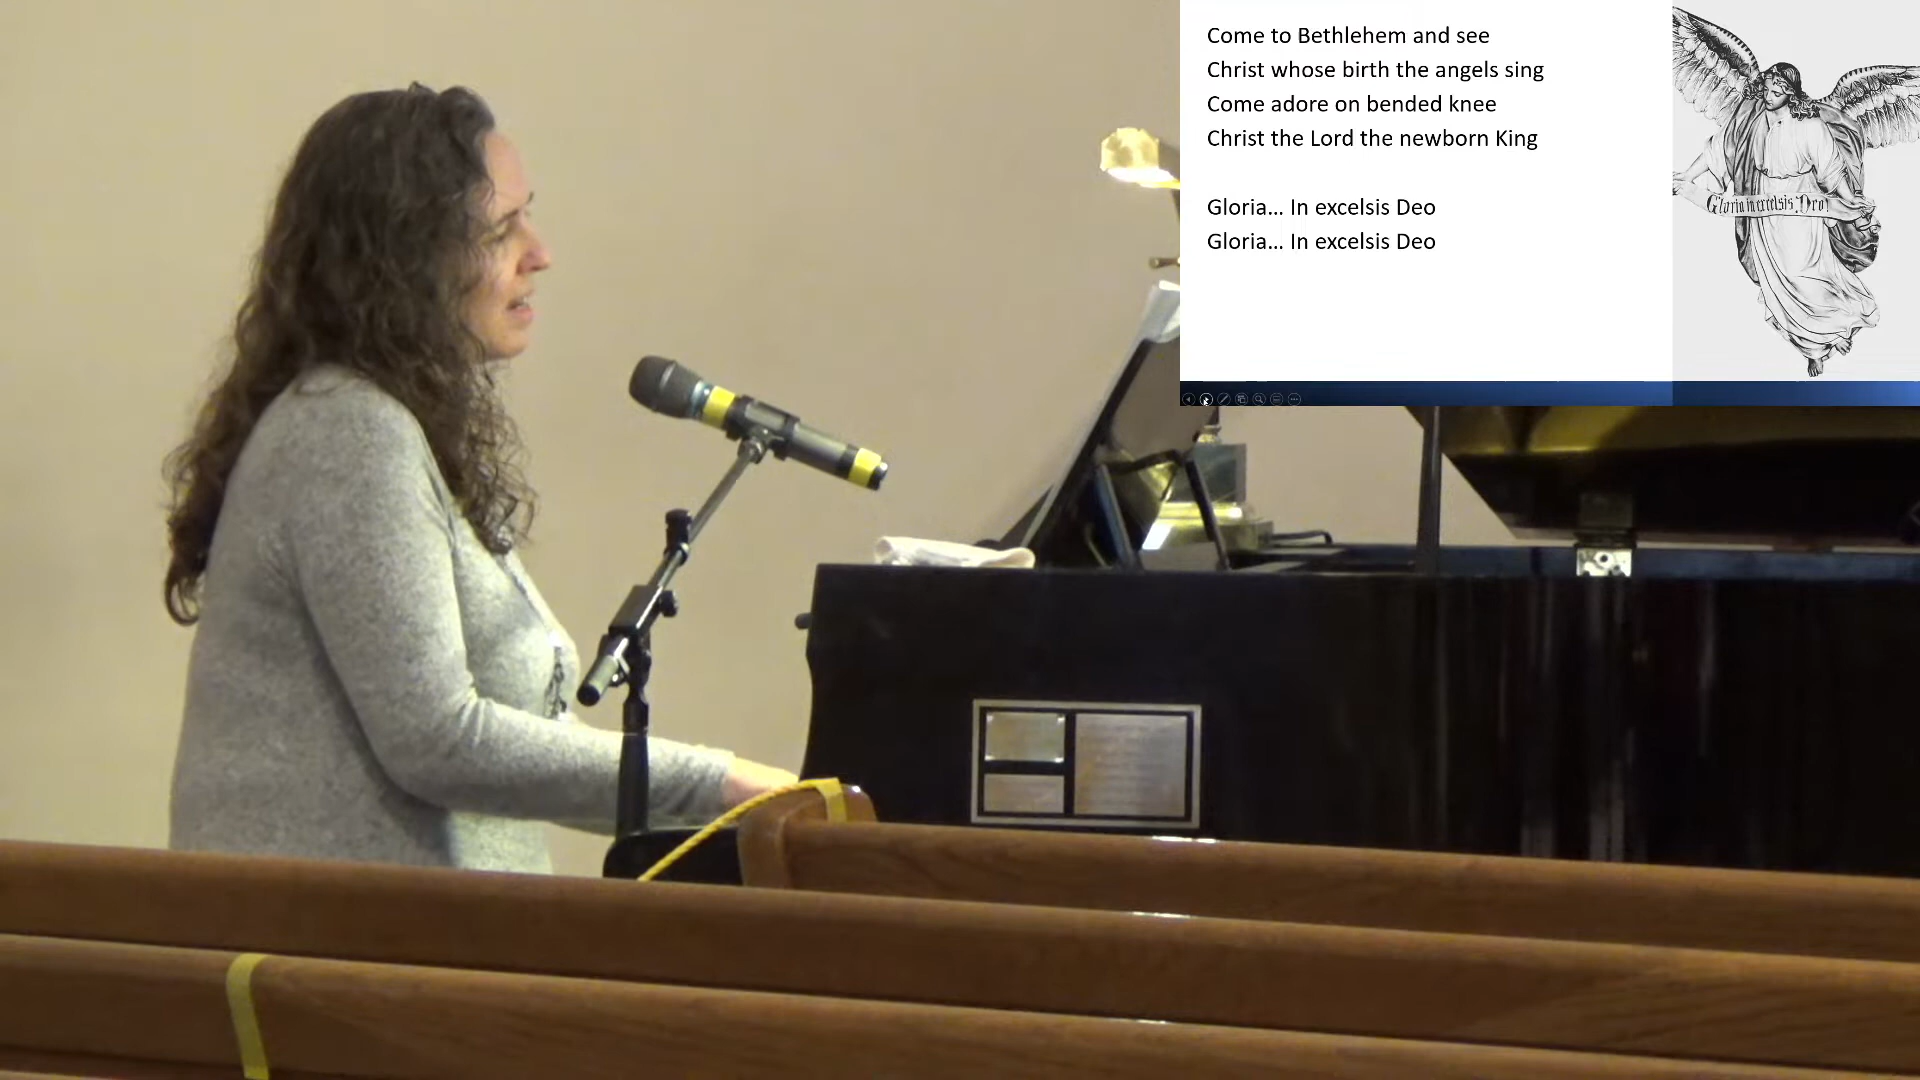 Come to Bethlehem and see
Christ whose birth the angels sing
Come adore on bended knee
Christ the Lord the newborn King
Gloria... In excelsis Deo
Gloria... In excelsis Deo
Gloria in excelsis Deo